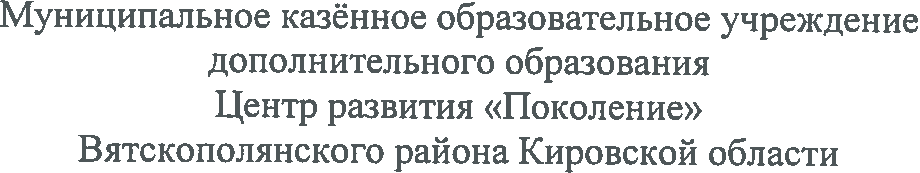 Муниципальное казённое образовательное учреждение
дополнительного образования
Центр развития «Поколение»
Вятскополянского района Кировской области